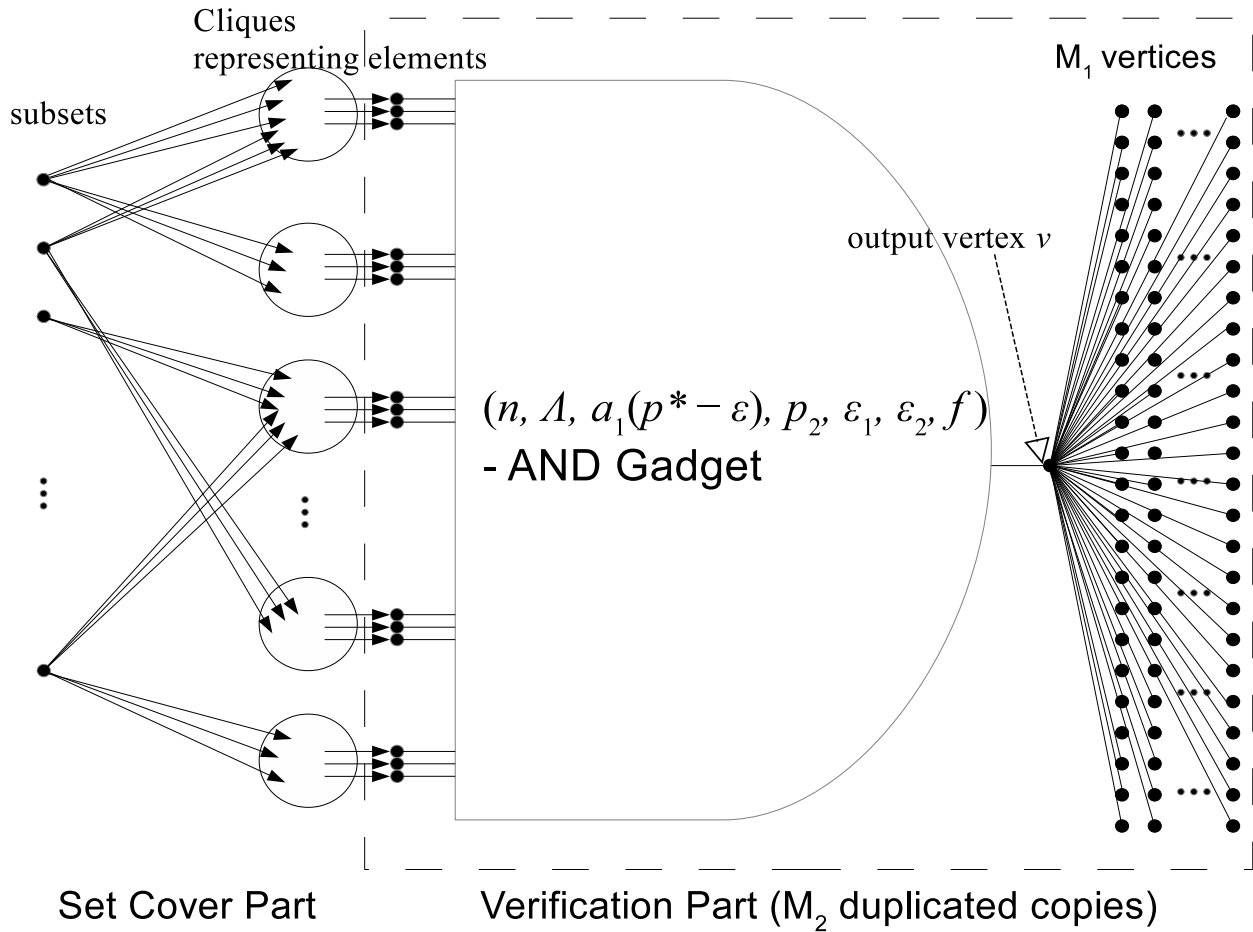 Cliques
representing elements
subsets
M₁ vertices
output vertex v
(n, Λ, a₁(p* − ε), p₂, ε₁, ε₂, f)
- AND Gadget
Set Cover Part
Verification Part (M₂ duplicated copies)